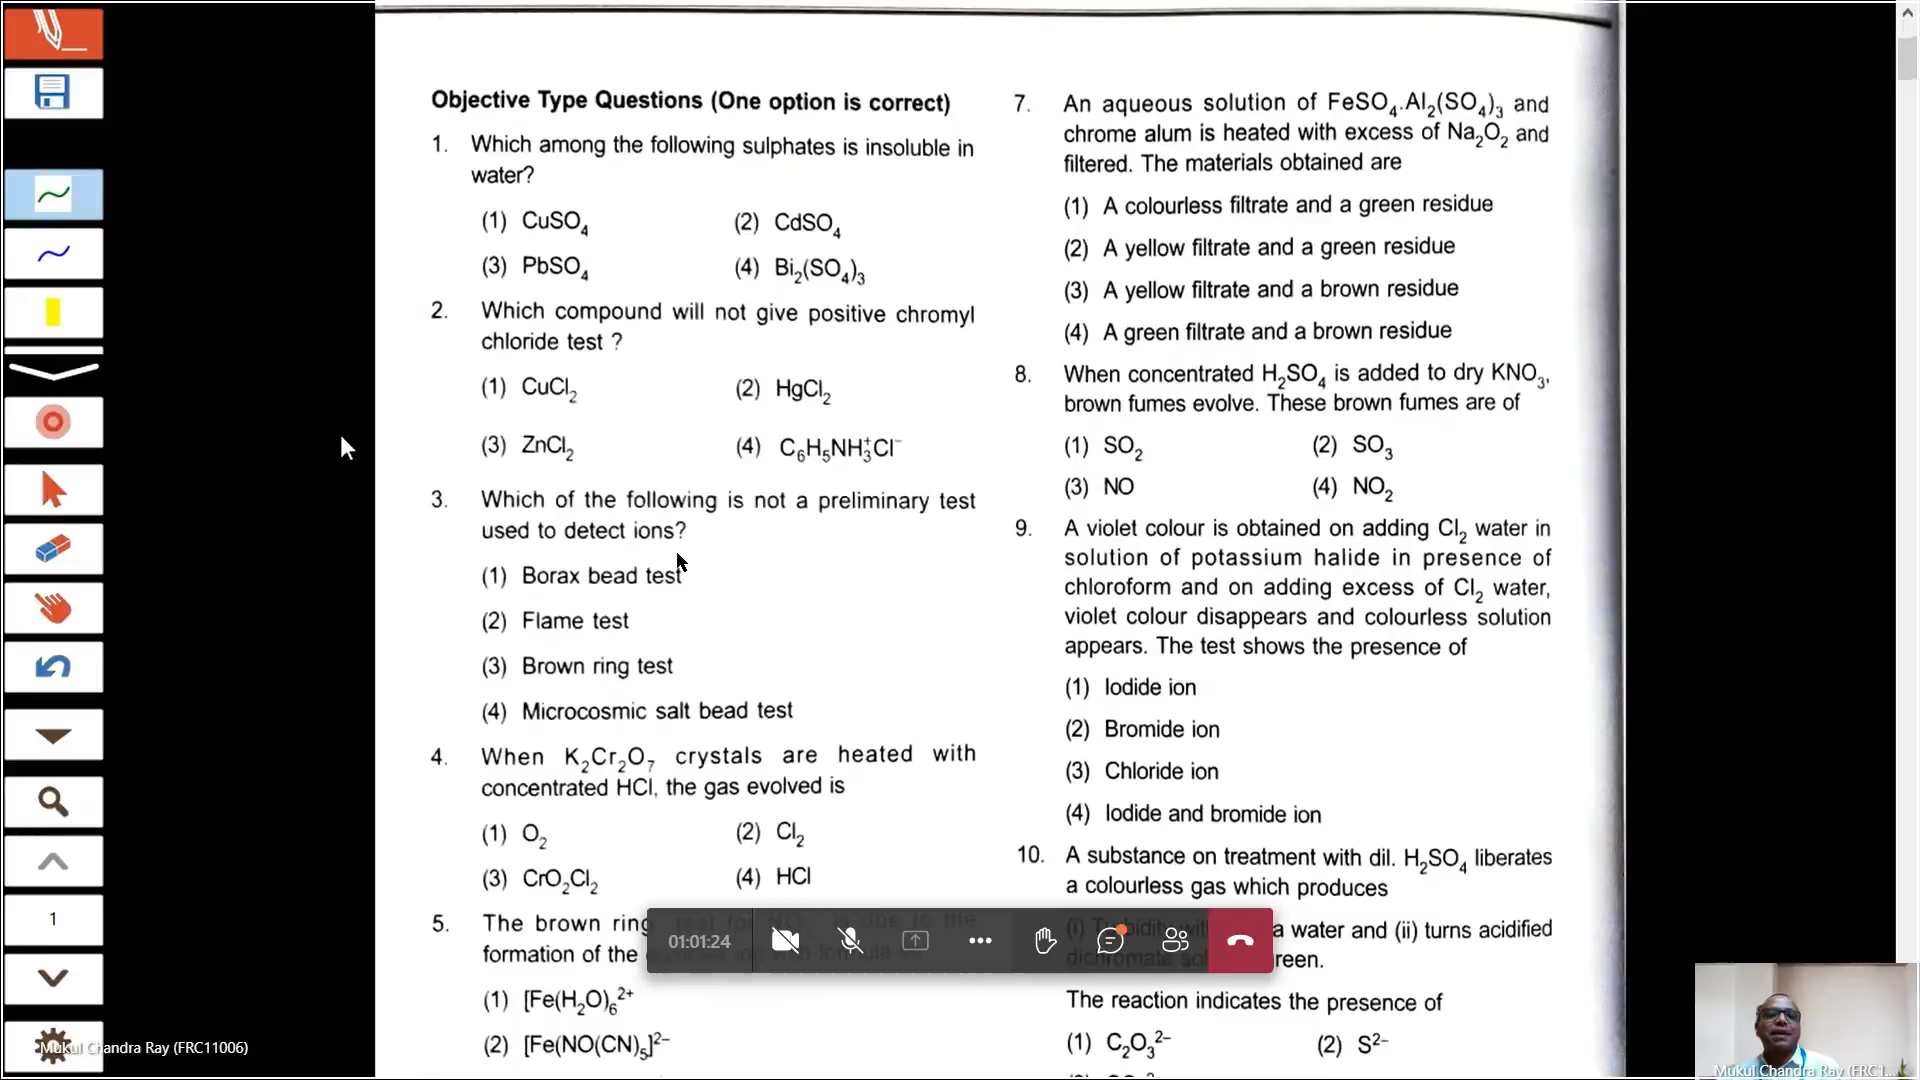 Objective Type Questions (One option is correct)
1. Which among the following sulphates is insoluble in
water?
(1) CuSO₄ (2) CdSO₄
(3) PbSO₄ (4) Bi₂(SO₄)₃
2. Which compound will not give positive chromyl
chloride test ?
(1) CuCl₂ (2) HgCl₂
(3) ZnCl₂ (4) C₆H₅NH₃⁺Cl⁻
3. Which of the following is not a preliminary test
used to detect ions?
(1) Borax bead test
(2) Flame test
(3) Brown ring test
(4) Microcosmic salt bead test
4. When K₂Cr₂O₇ crystals are heated with
concentrated HCl, the gas evolved is
(1) O₂ (2) Cl₂
(3) CrO₂Cl₂ (4) HCl
5. The brown ring test for NO is due to the
formation of the
(1) [Fe(H₂O)₆²⁺
(2) [Fe(NO(CN)₅]²⁻
7. An aqueous solution of FeSO₄.Al₂(SO₄)₃ and
chrome alum is heated with excess of Na₂O₂ and
filtered. The materials obtained are
(1) A colourless filtrate and a green residue
(2) A yellow filtrate and a green residue
(3) A yellow filtrate and a brown residue
(4) A green filtrate and a brown residue
8. When concentrated H₂SO₄ is added to dry KNO₃,
brown fumes evolve. These brown fumes are of
(1) SO₂ (2) SO₃
(3) NO (4) NO₂
9. A violet colour is obtained on adding Cl₂ water in
solution of potassium halide in presence of
chloroform and on adding excess of Cl₂ water,
violet colour disappears and colourless solution
appears. The test shows the presence of
(1) Iodide ion
(2) Bromide ion
(3) Chloride ion
(4) Iodide and bromide ion
10. A substance on treatment with dil. H₂SO₄ liberates
a colourless gas which produces
(i) a water and (ii) turns acidified
dichromate reen.
The reaction indicates the presence of
(1) C₂O₃²⁻ (2) S²⁻
01:01:24
1
Mukul Chandra Ray (FRC11006)
Mukul Chandra Ray (FRC1...